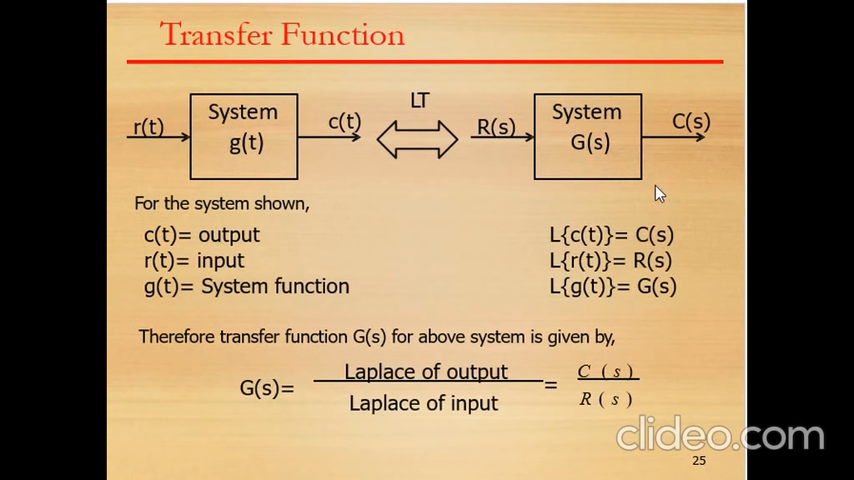 Transfer Function
r(t)
System
g(t)
c(t)
LT
R(s)
System
G(s)
C(s)
For the system shown,
c(t)= output
r(t)= input
g(t)= System function
L{c(t)}= C(s)
L{r(t)}= R(s)
L{g(t)}= G(s)
Therefore transfer function G(s) for above system is given by,
G(s)=
Laplace of output
Laplace of input
=
C ( s )
R ( s )
clideo.com
25